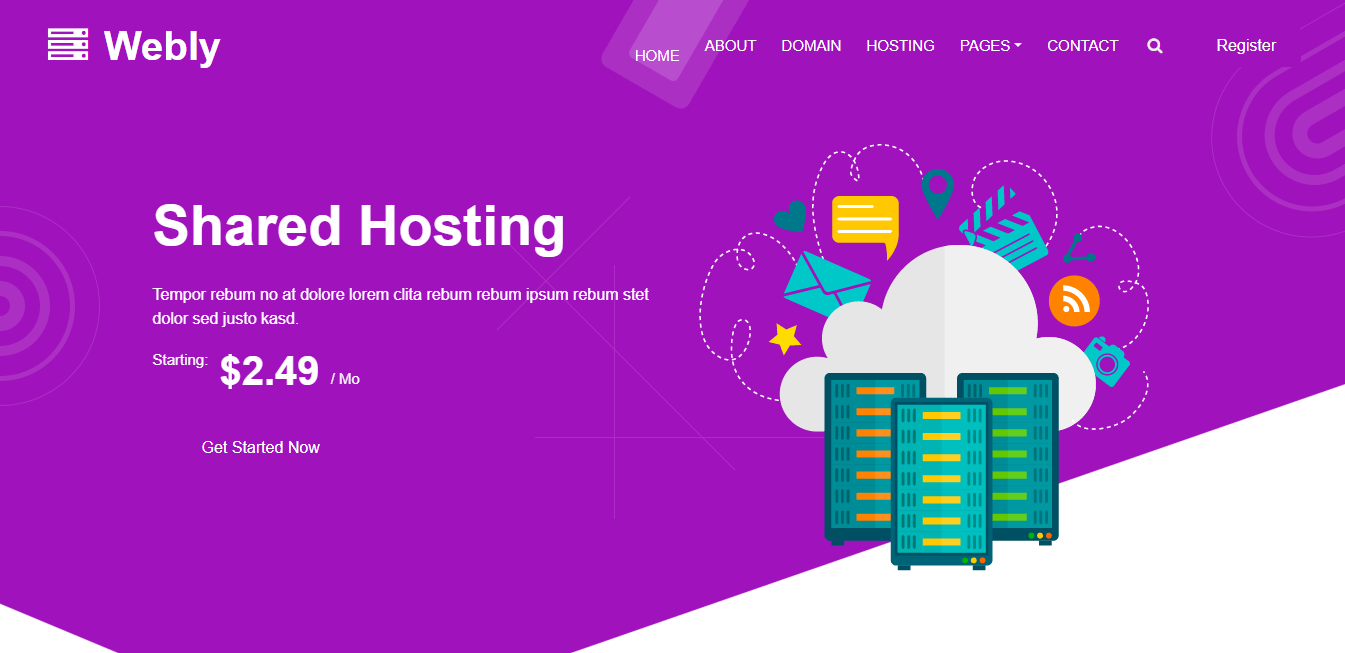 Webly
HOME ABOUT DOMAIN HOSTING PAGES CONTACT Register
Shared Hosting
Tempor rebum no at dolore lorem clita rebum rebum ipsum rebum stet
dolor sed justo kasd.
Starting: $2.49 / Mo
Get Started Now